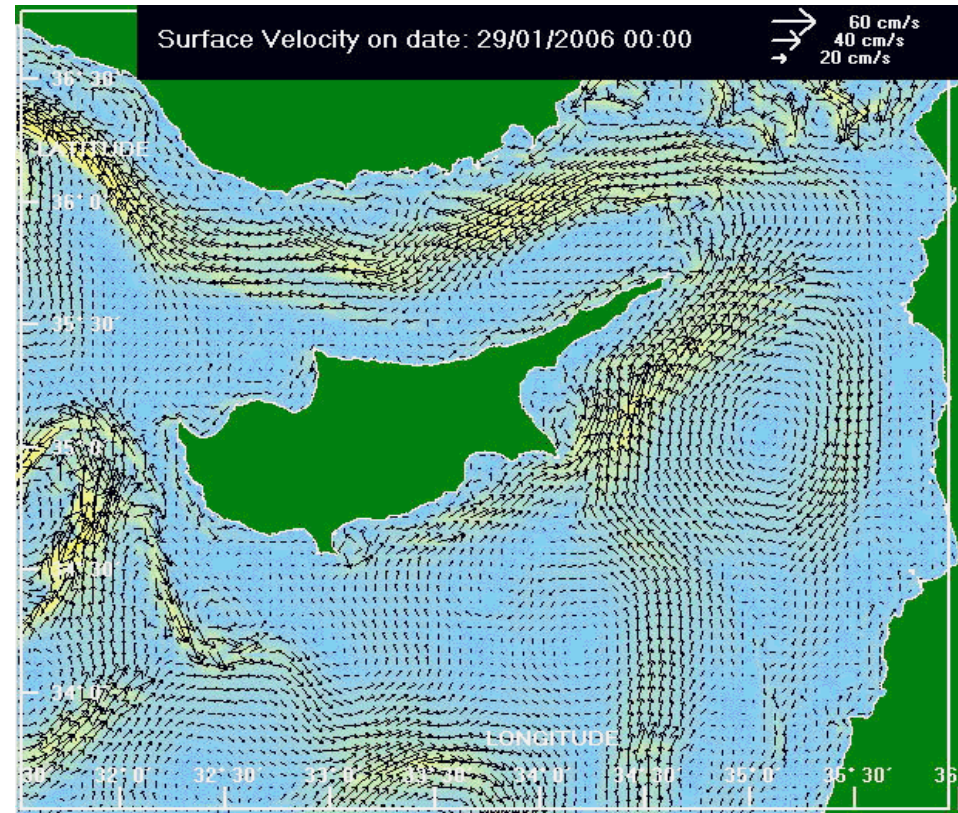 Surface Velocity on date: 29/01/2006 00:00
60 cm/s
40 cm/s
20 cm/s
36° 30'
LATITUDE
36° 0'
35° 30'
35° 0'
34° 0'
LONGITUDE
32° 0' 32° 30' 33° 0' 33° 30' 34° 0' 34° 30' 35° 0' 35° 30' 36